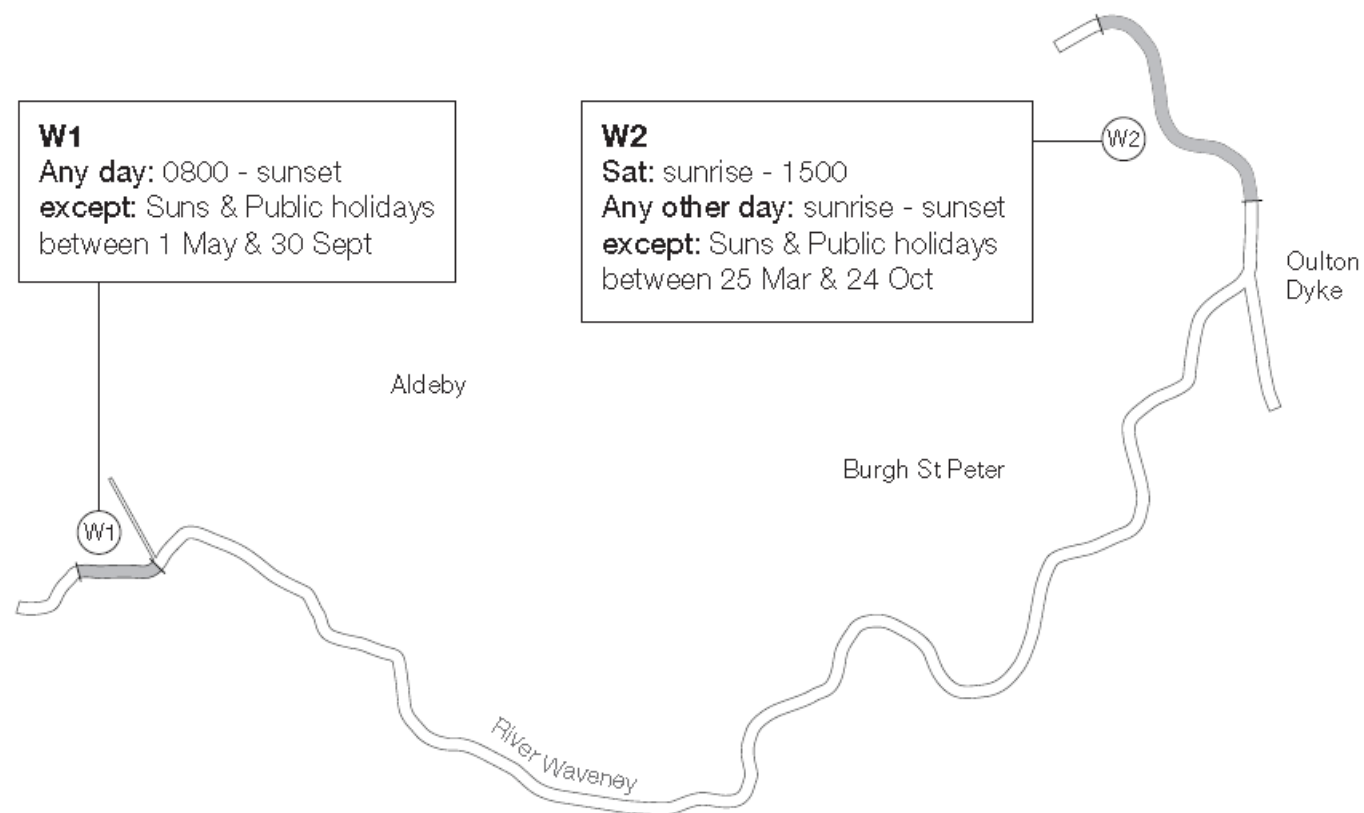 W1
Any day: 0800 - sunset
except: Suns & Public holidays
between 1 May & 30 Sept
W2
Sat: sunrise - 1500
Any other day: sunrise - sunset
except: Suns & Public holidays
between 25 Mar & 24 Oct
W2
Oulton
Dyke
Aldeby
Burgh St Peter
W1
River Waveney